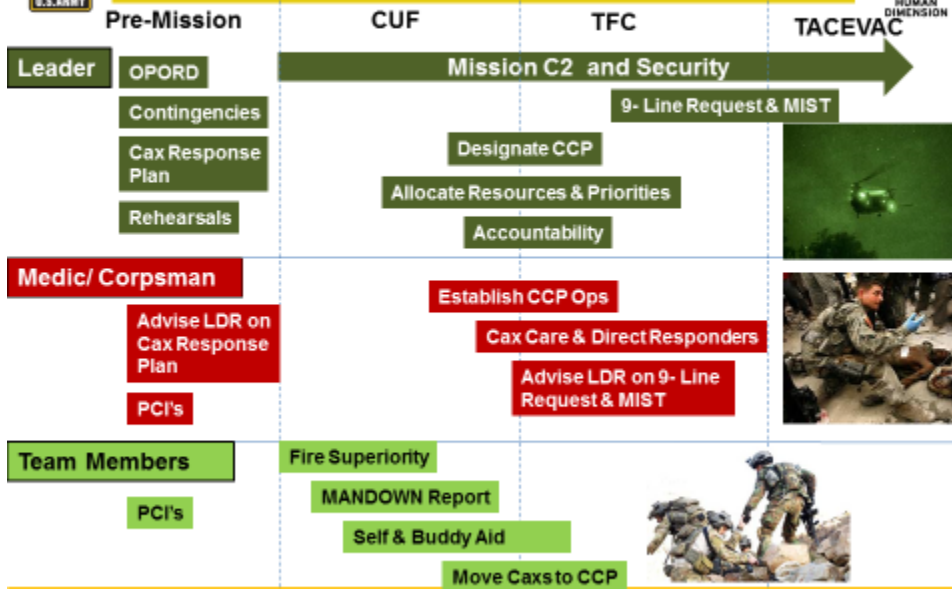 U.S.ARMY
HUMAN
DIMENSION
Pre-Mission
CUF
TFC
TACEVAC
Leader
OPORD
Mission C2 and Security
Contingencies
9- Line Request & MIST
Cax Response
Plan
Designate CCP
Allocate Resources & Priorities
Rehearsals
Accountability
Medic/ Corpsman
Establish CCP Ops
Advise LDR on
Cax Response
Plan
Cax Care & Direct Responders
Advise LDR on 9- Line
Request & MIST
PCI's
Team Members
Fire Superiority
PCI's
MANDOWN Report
Self & Buddy Aid
Move Caxs to CCP